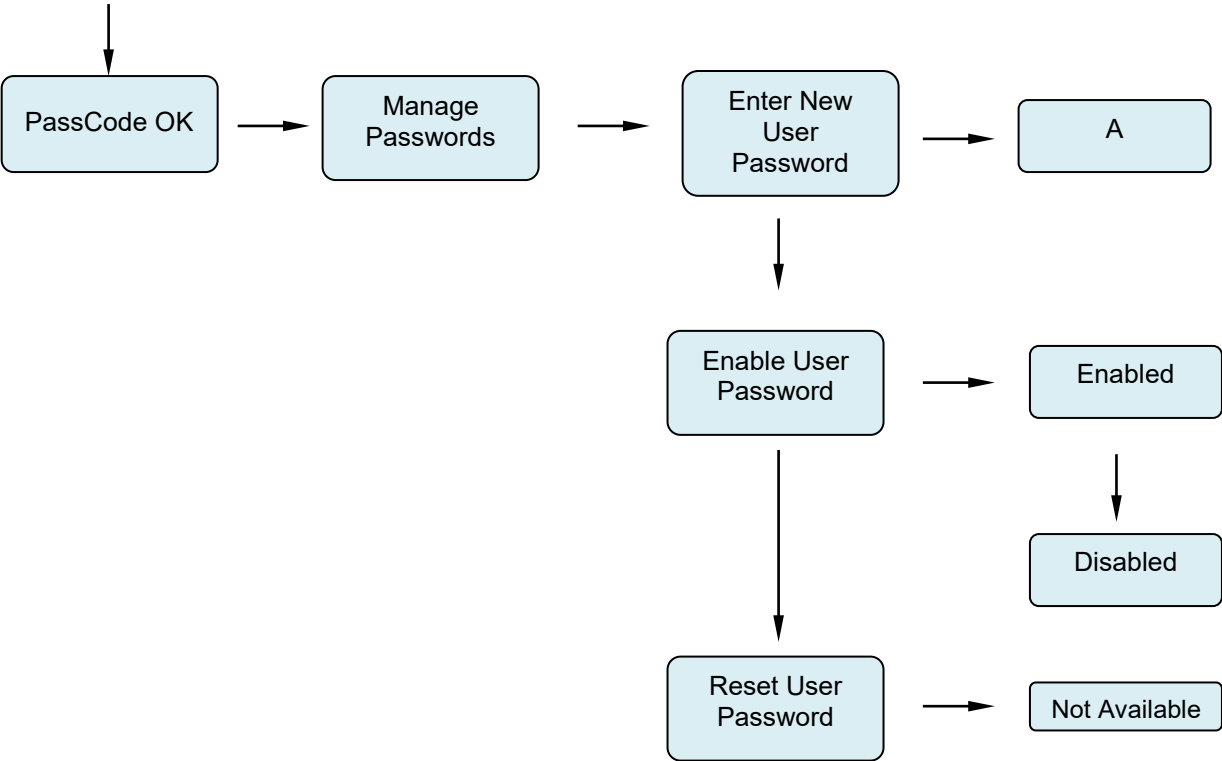 PassCode OK
Manage
Passwords
Enter New
User
Password
A
Enable User
Password
Enabled
Disabled
Reset User
Password
Not Available